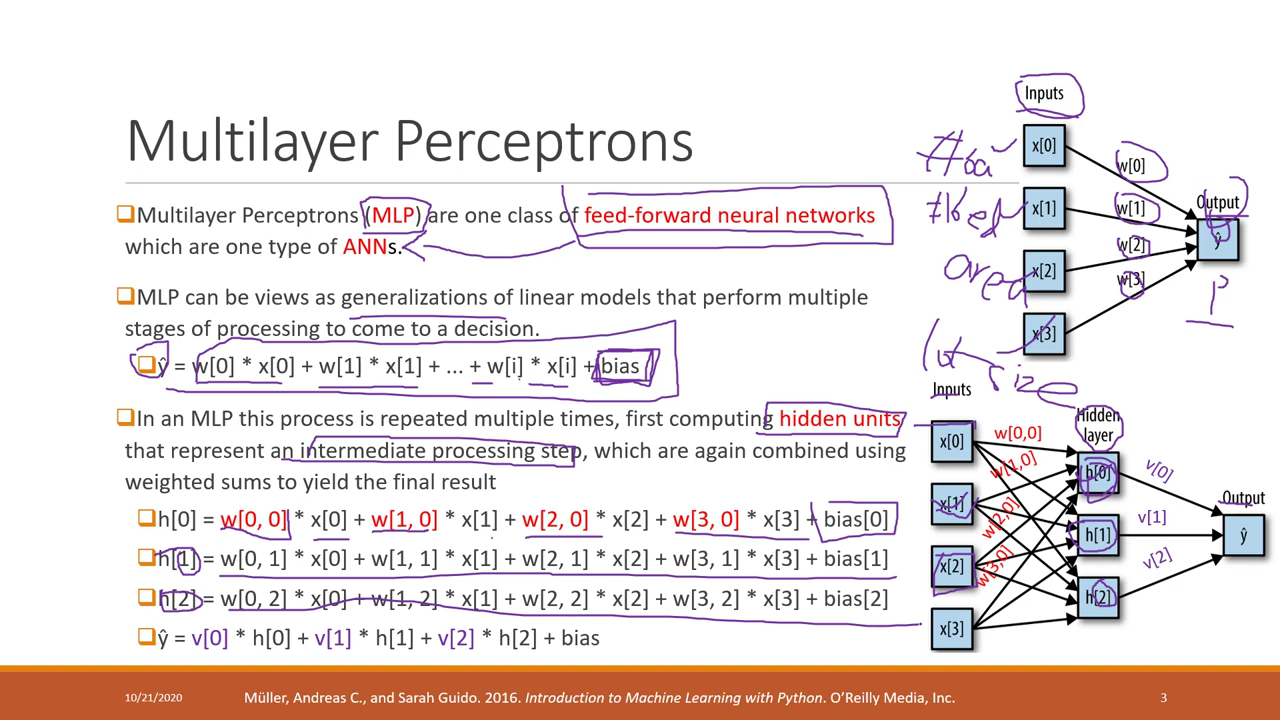 Multilayer Perceptrons
Multilayer Perceptrons (MLP) are one class of feed-forward neural networks
which are one type of ANNs.
MLP can be views as generalizations of linear models that perform multiple
stages of processing to come to a decision.
ŷ = w[0] * x[0] + w[1] * x[1] + ... + w[i] * x[i] + bias
In an MLP this process is repeated multiple times, first computing hidden units
that represent an intermediate processing step, which are again combined using
weighted sums to yield the final result
h[0] = w[0, 0] * x[0] + w[1, 0] * x[1] + w[2, 0] * x[2] + w[3, 0] * x[3] + bias[0]
h[1] = w[0, 1] * x[0] + w[1, 1] * x[1] + w[2, 1] * x[2] + w[3, 1] * x[3] + bias[1]
h[2] = w[0, 2] * x[0] + w[1, 2] * x[1] + w[2, 2] * x[2] + w[3, 2] * x[3] + bias[2]
ŷ = v[0] * h[0] + v[1] * h[1] + v[2] * h[2] + bias
Inputs
x[0]
x[1]
x[2]
x[3]
w[0]
w[1]
w[2]
w[3]
Output
ŷ
#ba
#bed
area
lot size
P
Inputs
x[0]
x[1]
x[2]
x[3]
w[0,0]
w[1,0]
w[2,0]
w[3,0]
Hidden
layer
h[0]
h[1]
h[2]
v[0]
v[1]
v[2]
Output
ŷ
10/21/2020
Müller, Andreas C., and Sarah Guido. 2016. Introduction to Machine Learning with Python. O’Reilly Media, Inc.
3